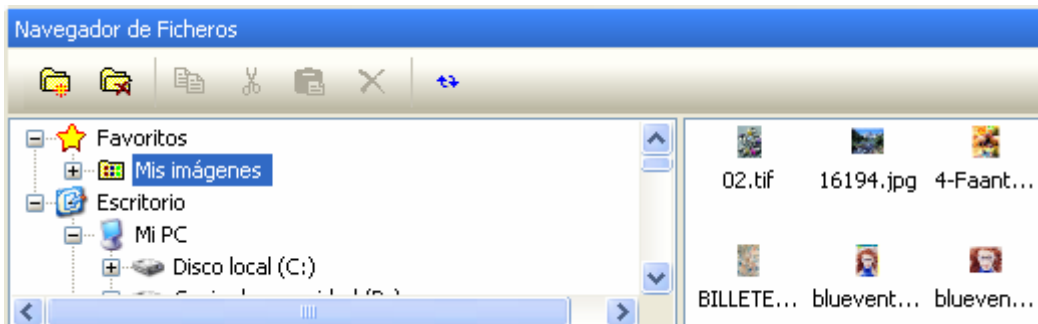 Navegador de Ficheros
Favoritos
Mis imágenes
Escritorio
Mi PC
Disco local (C:)
02.tif
16194.jpg
4-Faant...
BILLETE...
bluevent...
blueven...